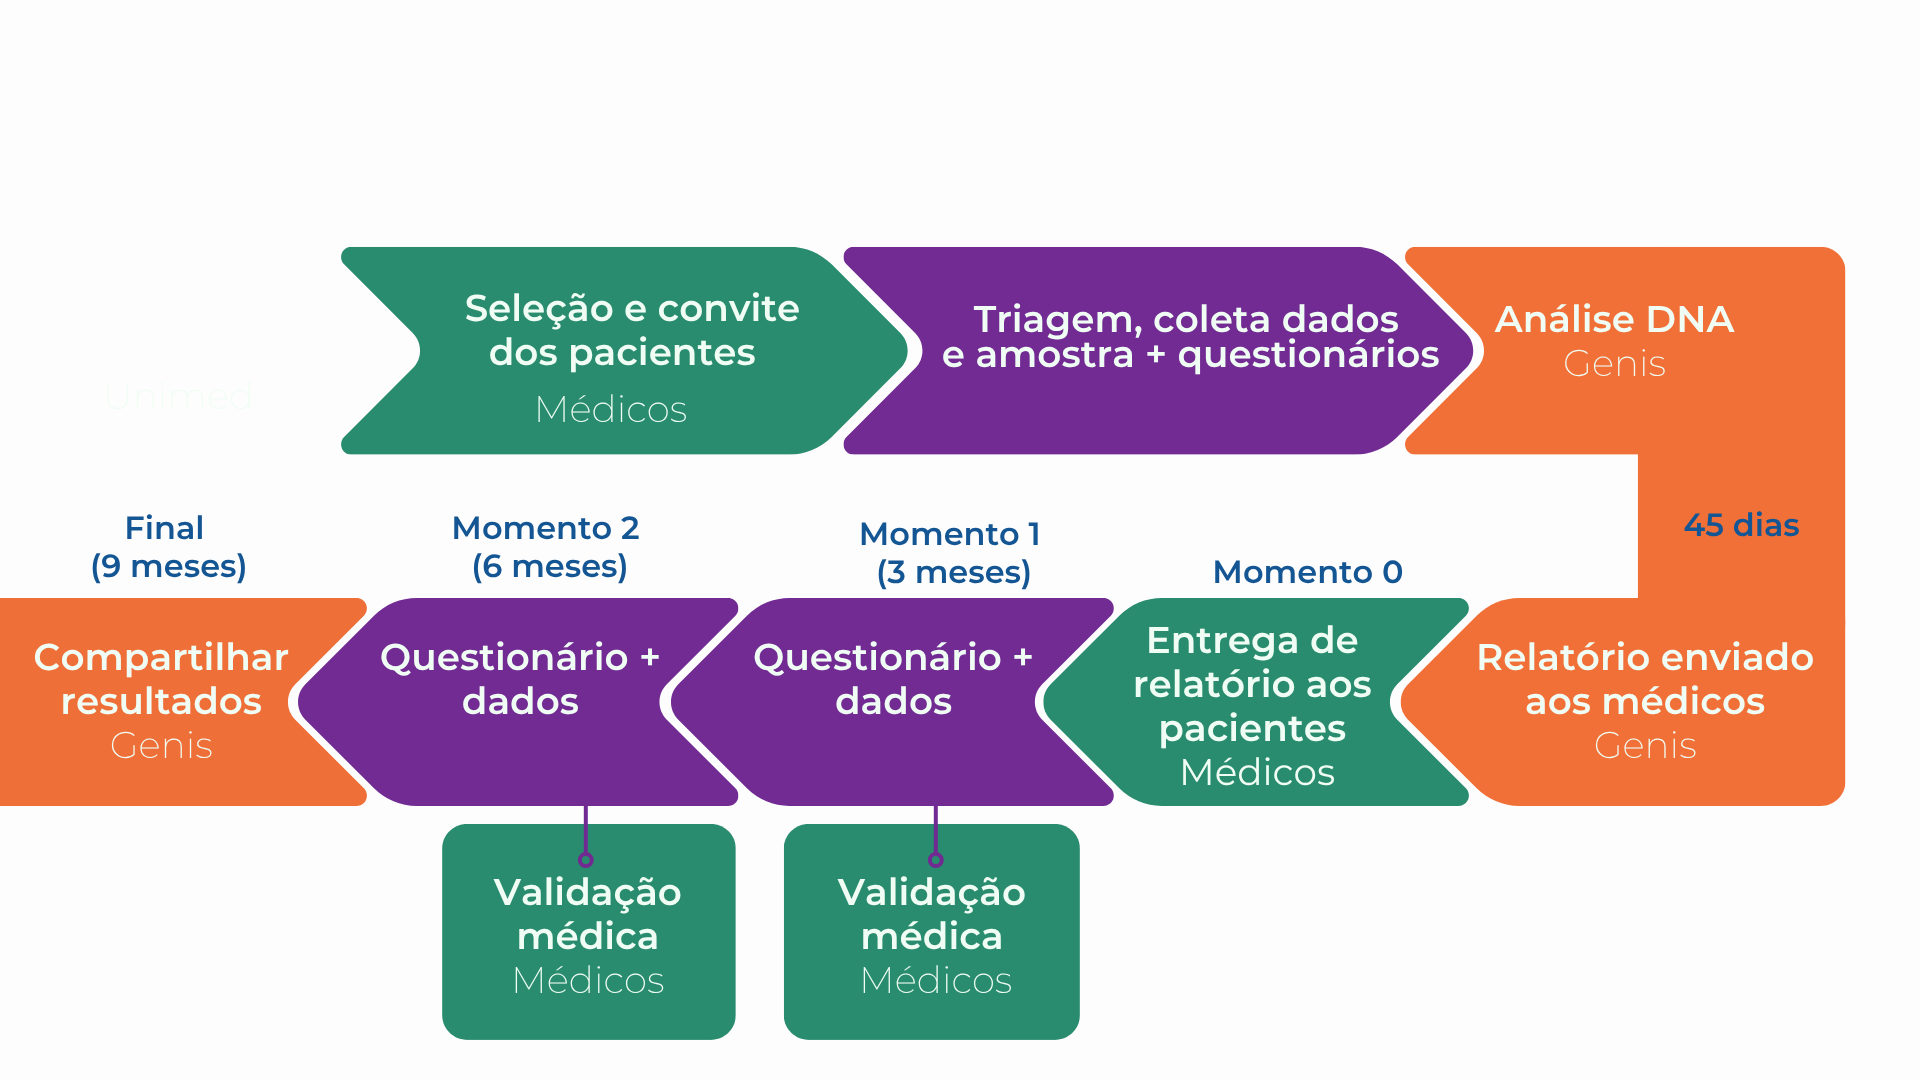 Seleção e convite
dos pacientes
Médicos
Triagem, coleta dados
e amostra + questionários
Análise DNA
Genis
Unimed
45 dias
Final
(9 meses)
Momento 2
(6 meses)
Momento 1
(3 meses)
Momento 0
Compartilhar
resultados
Genis
Questionário +
dados
Questionário +
dados
Entrega de
relatório aos
pacientes
Médicos
Relatório enviado
aos médicos
Genis
Validação
médica
Médicos
Validação
médica
Médicos